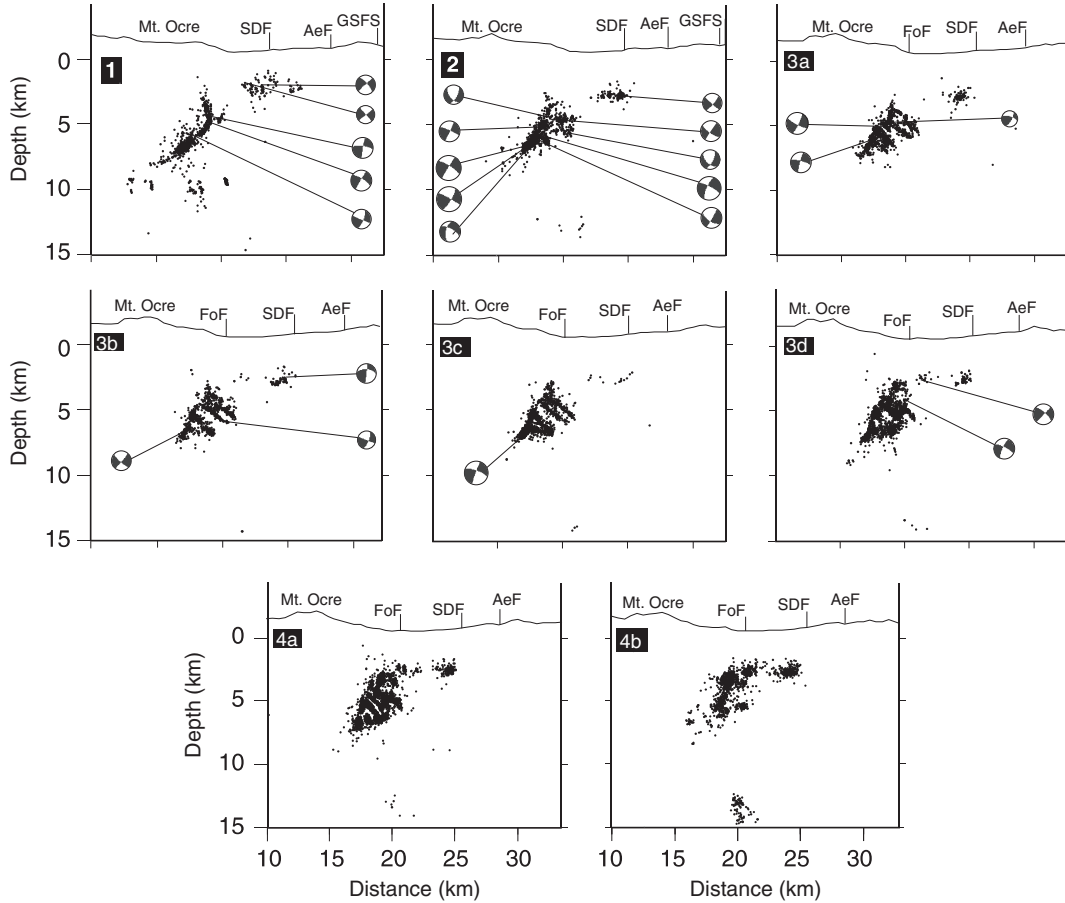 Mt. Ocre SDF AeF GSFS
Mt. Ocre SDF AeF GSFS
Mt. Ocre FoF SDF AeF
1
2
3a
0
5
10
15
Depth (km)
Mt. Ocre FoF SDF AeF
Mt. Ocre FoF SDF AeF
Mt. Ocre FoF SDF AeF
3b
3c
3d
0
5
10
15
Depth (km)
Mt. Ocre FoF SDF AeF
Mt. Ocre FoF SDF AeF
4a
4b
0
5
10
15
Depth (km)
10 20 30
10 20 30
Distance (km)
Distance (km)